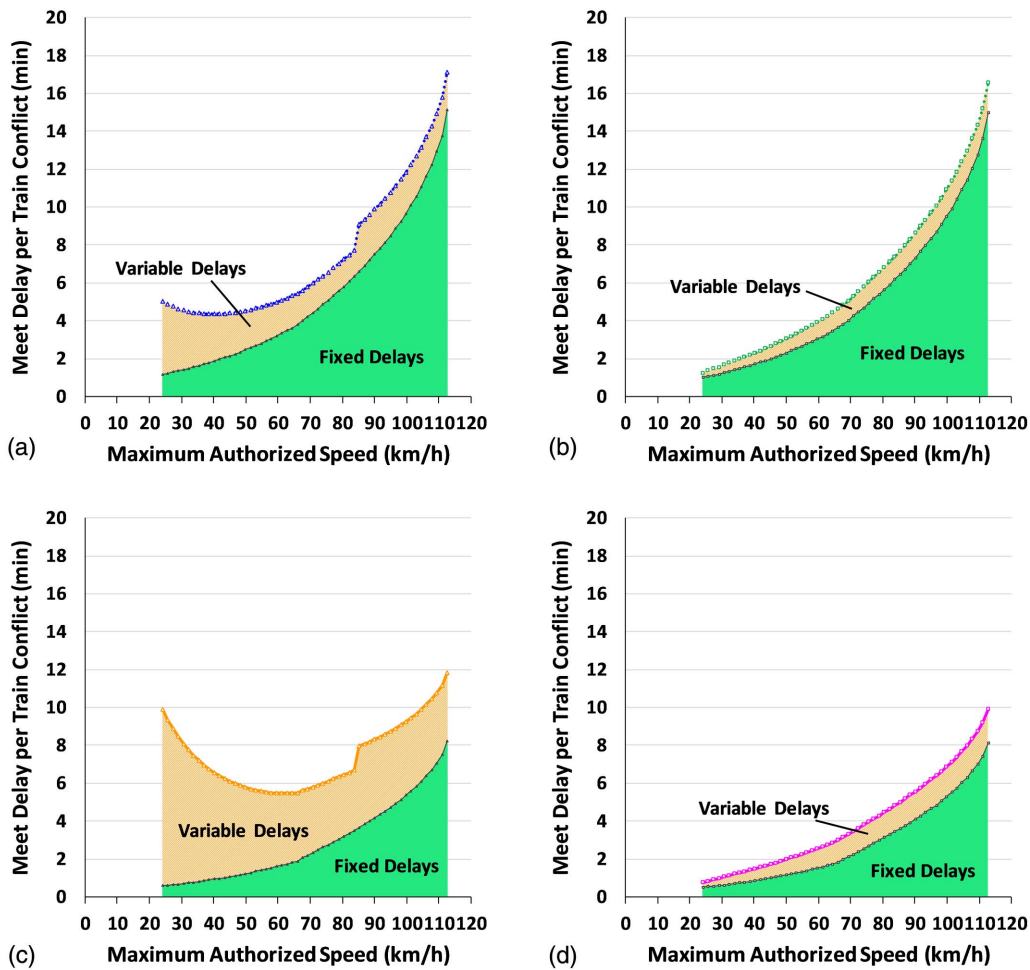 20
18
16
14
12
10
8
6
4
2
0
Meet Delay per Train Conflict (min)
Variable Delays
Fixed Delays
0 10 20 30 40 50 60 70 80 90 100110120
Maximum Authorized Speed (km/h)
(a)
20
18
16
14
12
10
8
6
4
2
0
Meet Delay per Train Conflict (min)
Variable Delays
Fixed Delays
0 10 20 30 40 50 60 70 80 90 100110120
Maximum Authorized Speed (km/h)
(b)
20
18
16
14
12
10
8
6
4
2
0
Meet Delay per Train Conflict (min)
Variable Delays
Fixed Delays
0 10 20 30 40 50 60 70 80 90 100110120
Maximum Authorized Speed (km/h)
(c)
20
18
16
14
12
10
8
6
4
2
0
Meet Delay per Train Conflict (min)
Variable Delays
Fixed Delays
0 10 20 30 40 50 60 70 80 90 100110120
Maximum Authorized Speed (km/h)
(d)